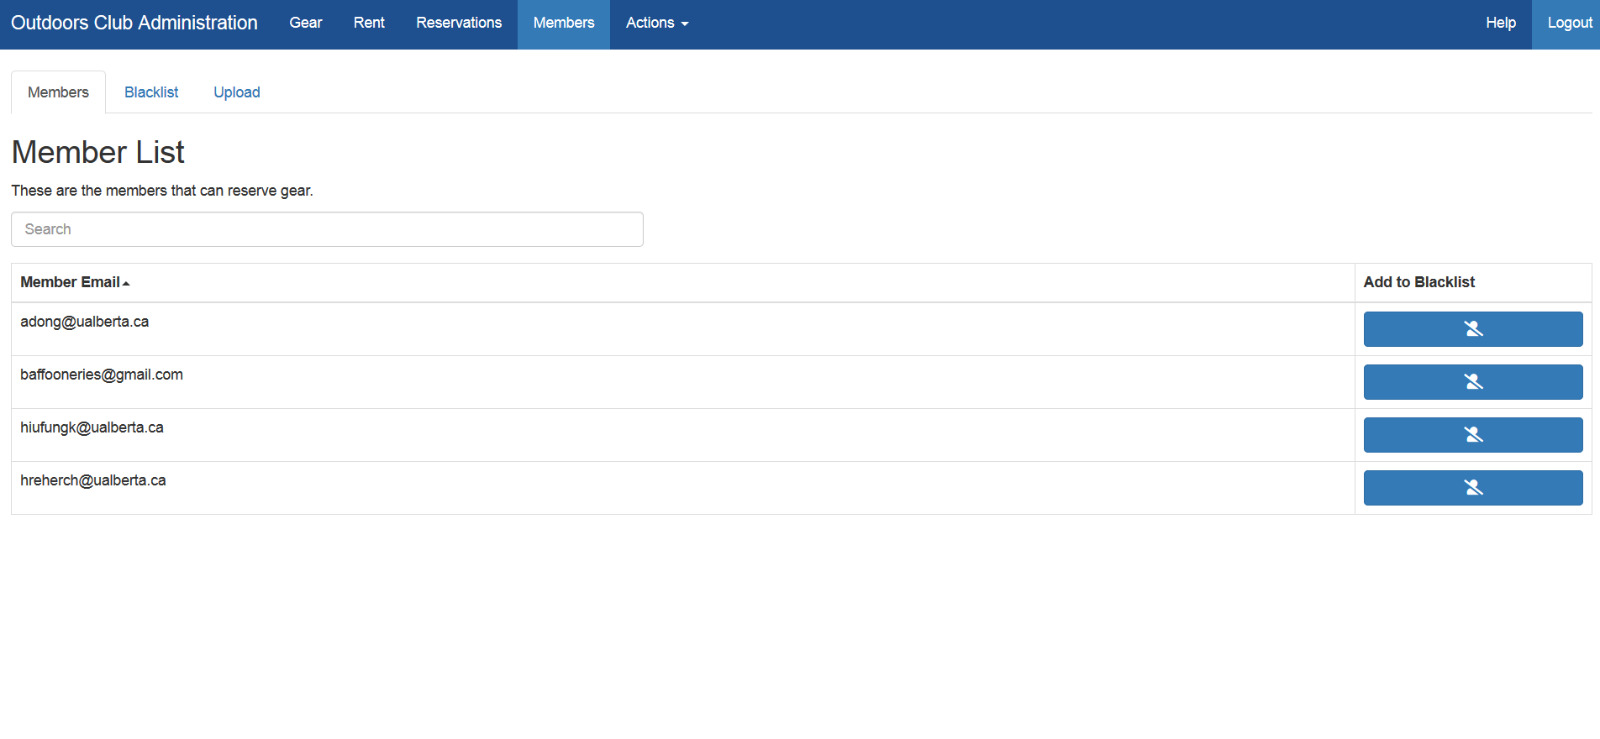 Outdoors Club Administration Gear Rent Reservations Members Actions Help Logout
Members Blacklist Upload
Member List
These are the members that can reserve gear.
Search
Member Email Add to Blacklist
adong@ualberta.ca
baffooneries@gmail.com
hiufungk@ualberta.ca
hreherch@ualberta.ca